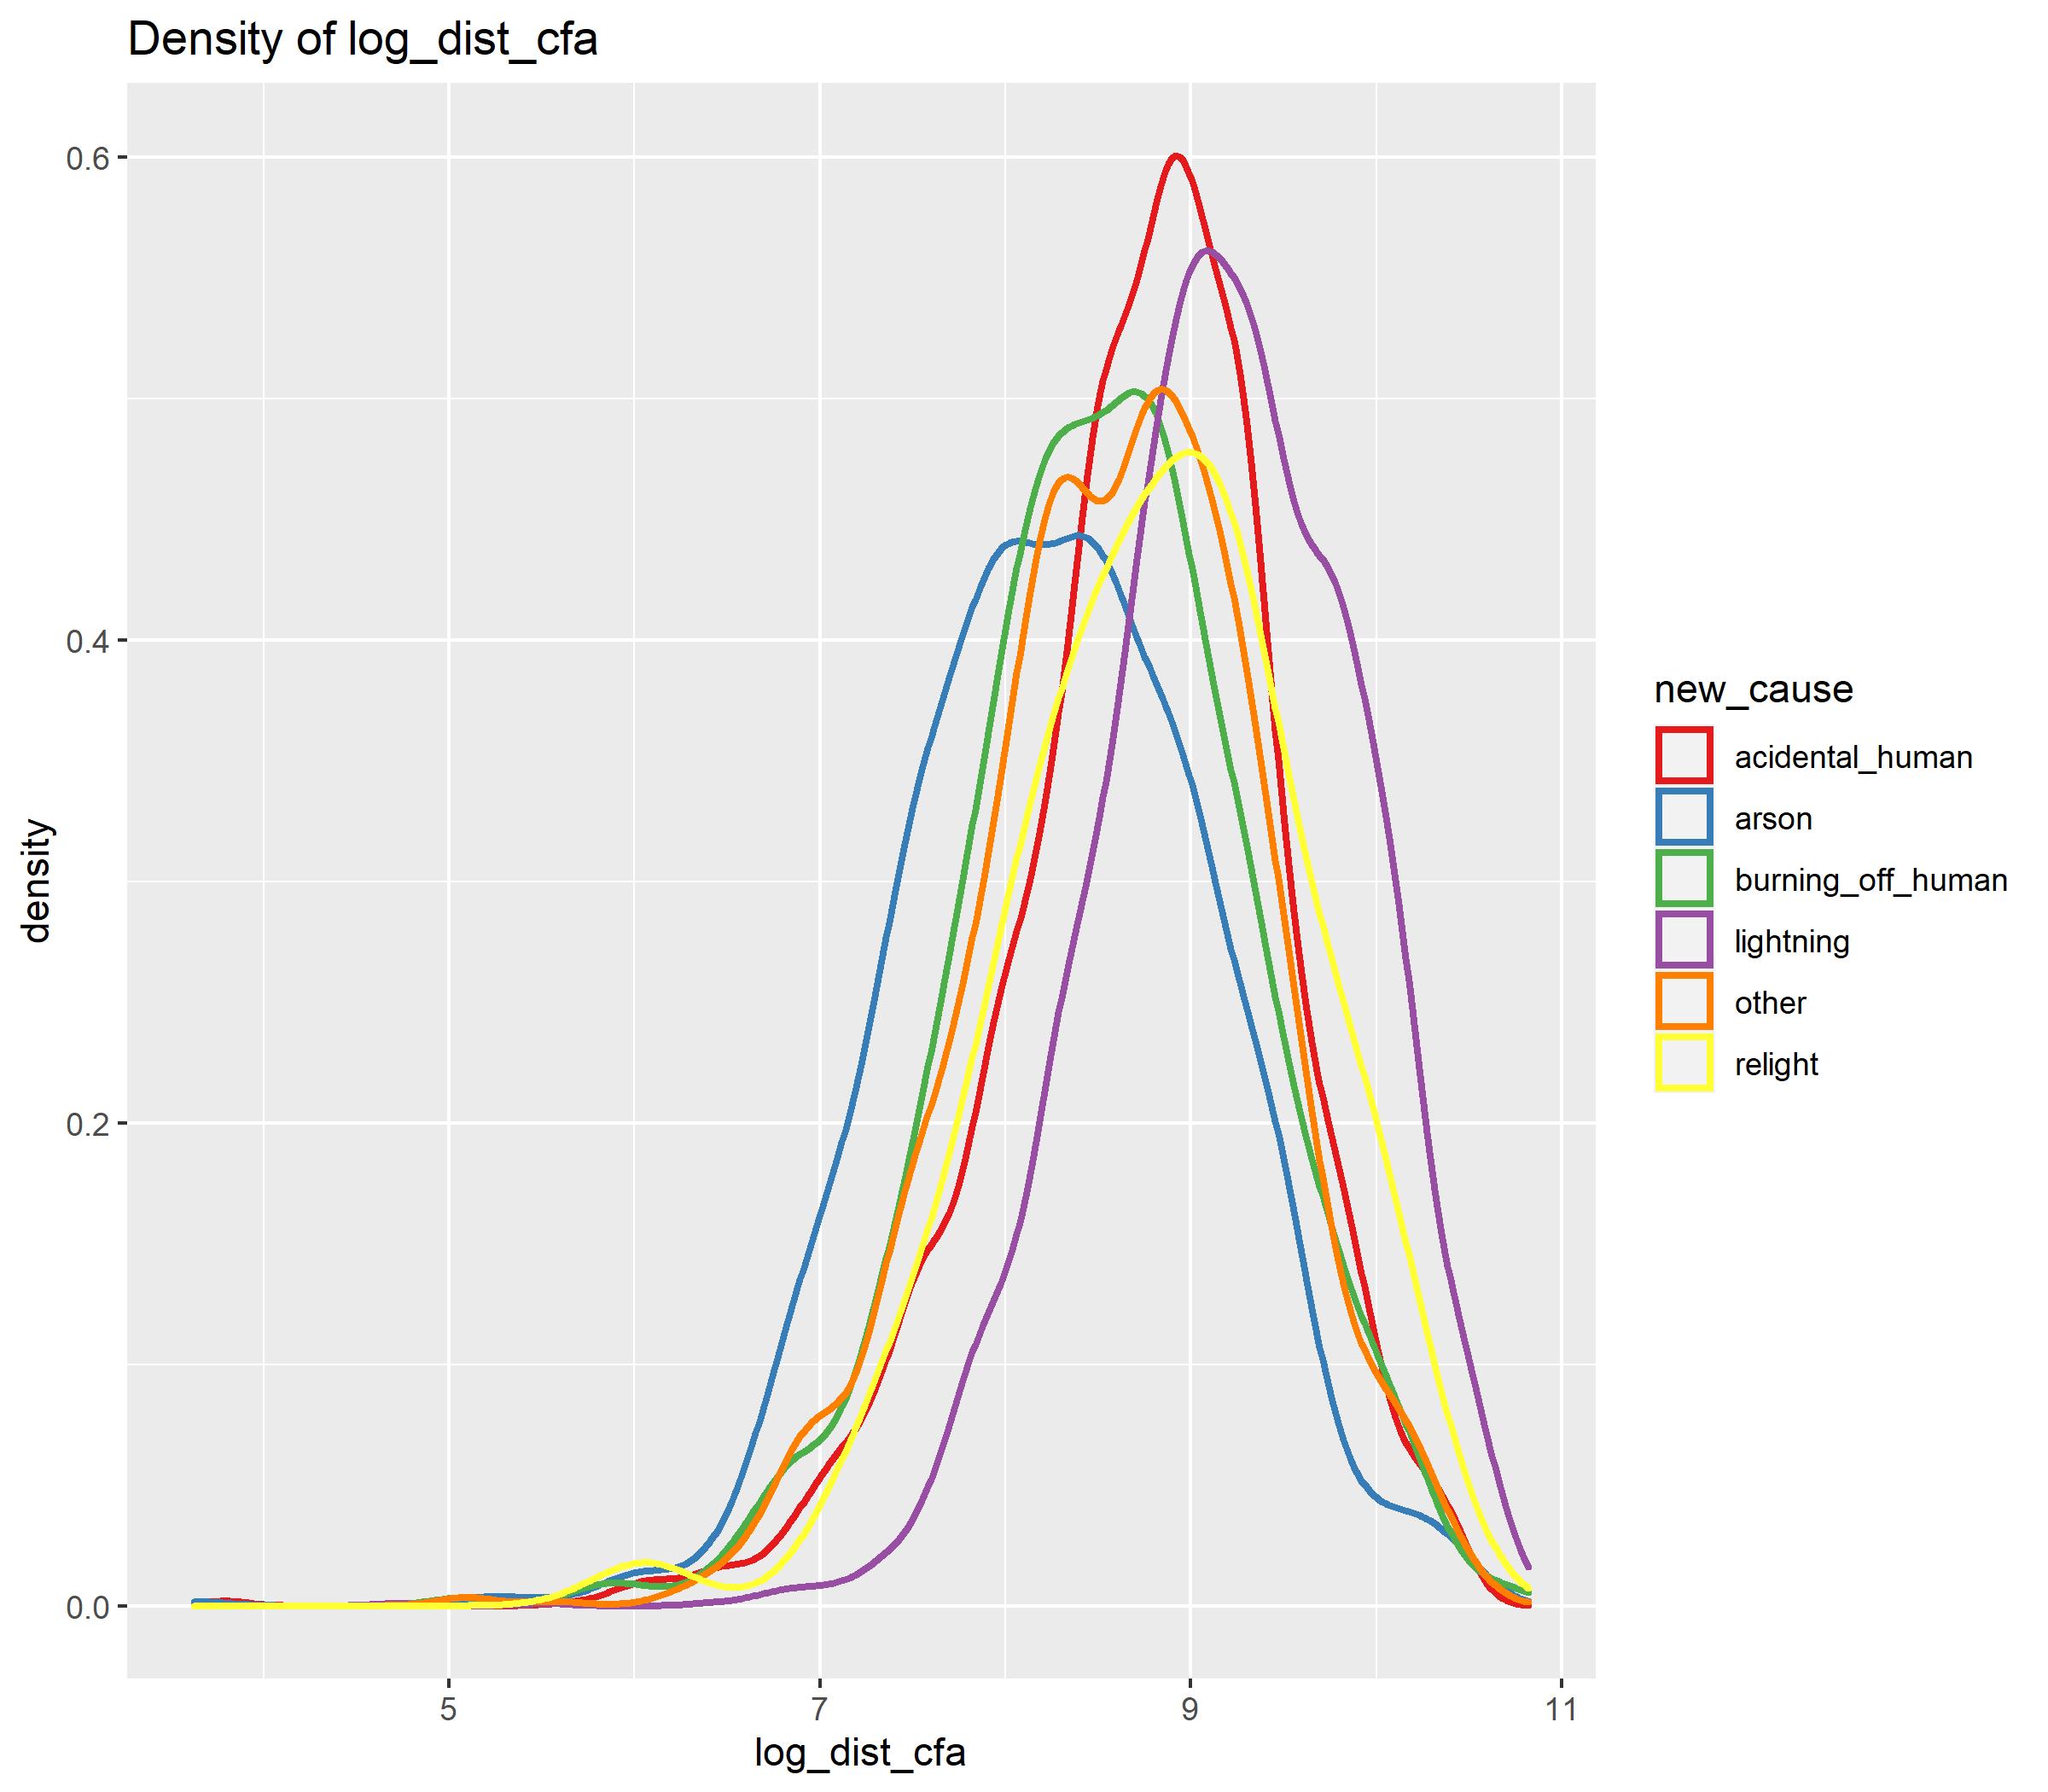 Density of log_dist_cfa
density
0.6
0.4
0.2
0.0
5 7 9 11
log_dist_cfa
new_cause
acidental_human
arson
burning_off_human
lightning
other
relight